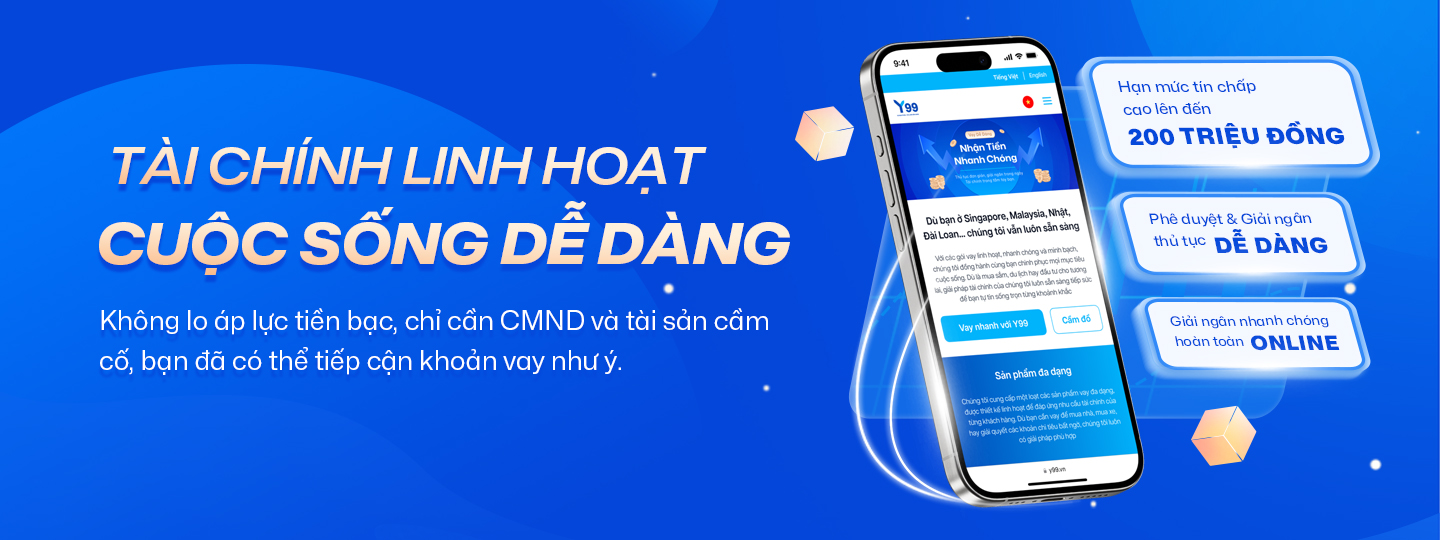 TÀI CHÍNH LINH HOẠT
CUỘC SỐNG DỄ DÀNG
Không lo áp lực tiền bạc, chỉ cần CMND và tài sản cầm
cố, bạn đã có thể tiếp cận khoản vay như ý.
9:41
Tiếng Việt | English
Y99
Nhận Tiền
Nhanh Chóng
Dù bạn ở Singapore, Malaysia, Nhật,
Đài Loan... chúng tôi vẫn luôn sẵn sàng
Với các gói vay linh hoạt, nhanh chóng và minh bạch,
chúng tôi đồng hành cùng bạn chinh phục mọi mục tiêu
cuộc sống. Dù là mua sắm, du lịch hay đầu tư cho tương
lai, giải pháp tài chính của chúng tôi luôn sẵn sàng tiếp sức
để bạn tự tin sống trọn từng khoảnh khắc
Vay nhanh với Y99
Cầm đồ
Sản phẩm đa dạng
Chúng tôi cung cấp một loạt các sản phẩm vay đa dạng,
được thiết kế linh hoạt để đáp ứng nhu cầu tài chính của
từng khách hàng. Dù bạn cần vay để mua nhà, mua xe,
hay giải quyết các khoản chi tiêu bất ngờ, chúng tôi luôn
có giải pháp phù hợp
y99.vn
Hạn mức tín chấp
cao lên đến
200 TRIỆU ĐỒNG
Phê duyệt & Giải ngân
thủ tục DỄ DÀNG
Giải ngân nhanh chóng
hoàn toàn ONLINE